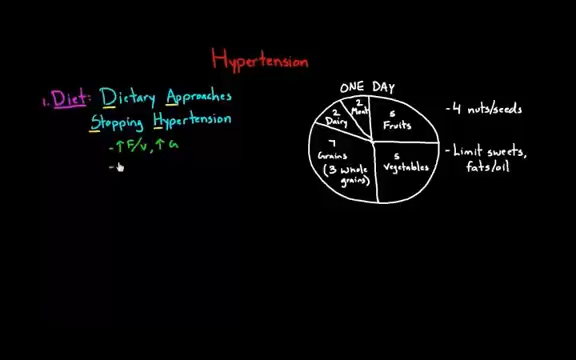 Hypertension
1. Diet: Dietary Approaches
Stopping Hypertension
- ↑ F/V, ↑ G
-
ONE DAY
2
Meat
5
Fruits
2
Dairy
7
Grains
(3 whole
grains)
5
Vegetables
- 4 nuts/seeds
- Limit sweets,
fats/oil